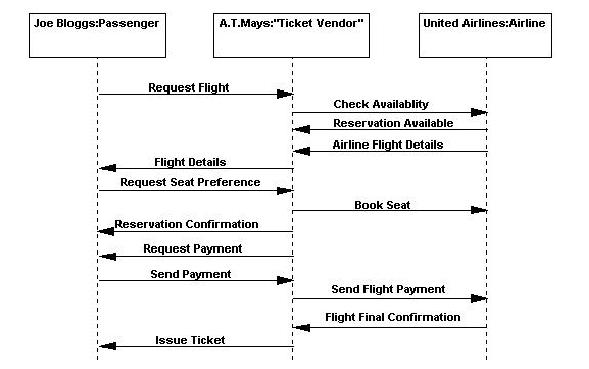 Joe Bloggs:Passenger
A.T.Mays:"Ticket Vendor"
United Airlines:Airline
Request Flight
Check Availablity
Reservation Available
Airline Flight Details
Flight Details
Request Seat Preference
Book Seat
Reservation Confirmation
Request Payment
Send Payment
Send Flight Payment
Flight Final Confirmation
Issue Ticket